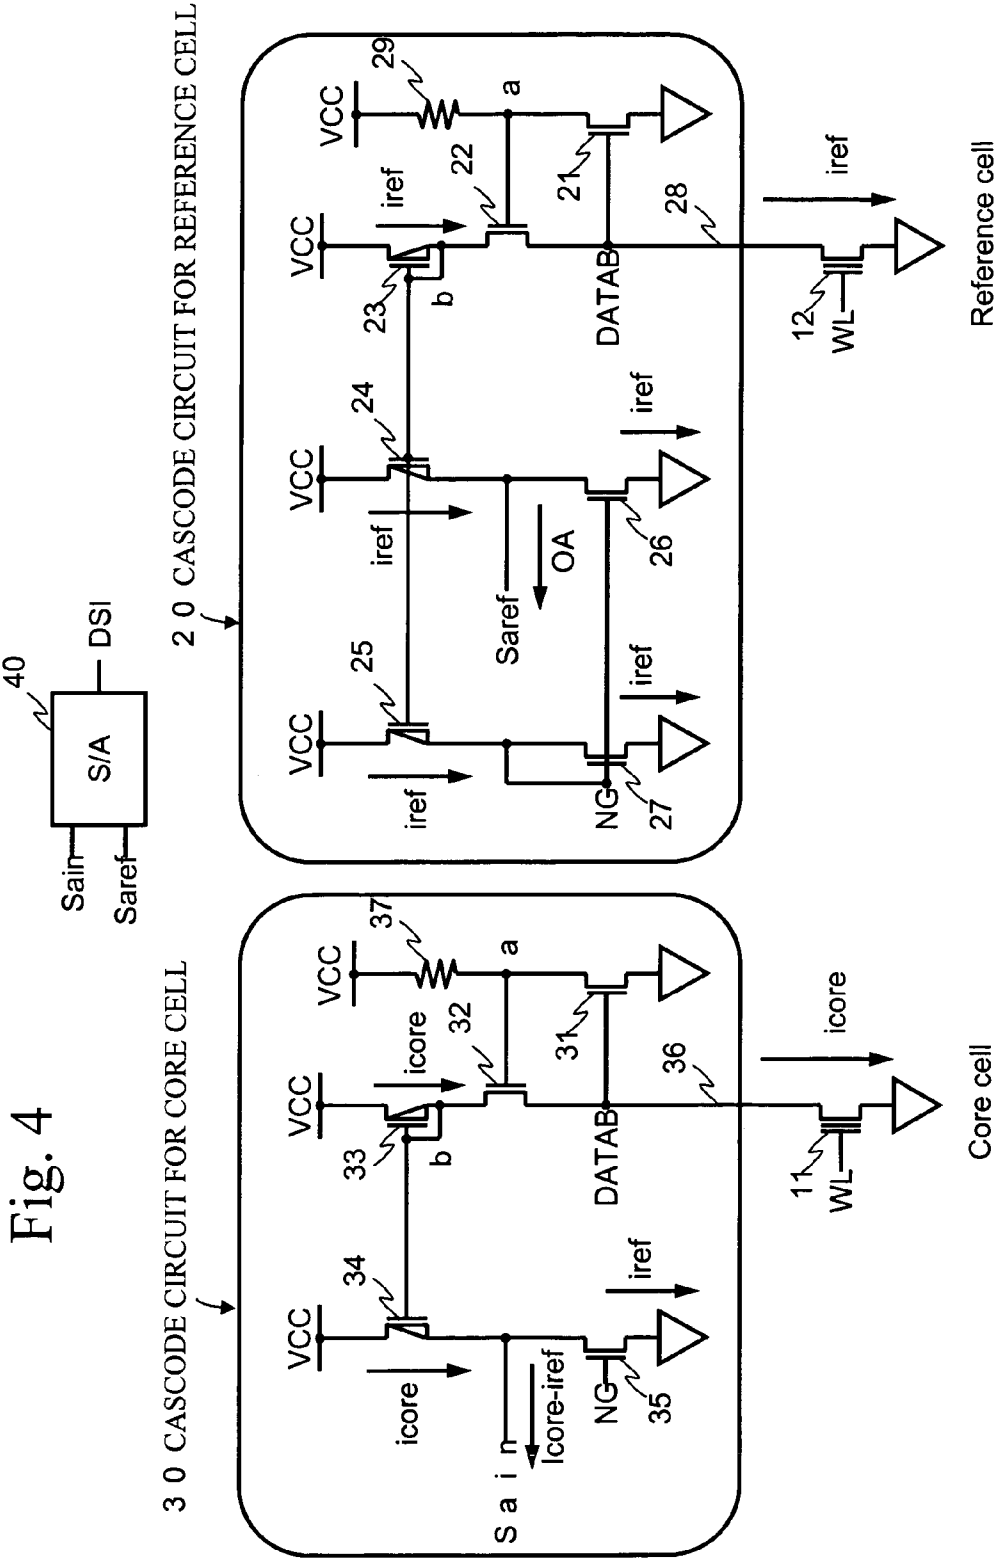 Fig. 4
40
Sain
Saref
S/A
DSI
3 0 CASCODE CIRCUIT FOR CORE CELL
VCC
VCC
VCC
34
33
37
icore
icore
b
32
a
S a i n
Icore-iref
NG
35
iref
DATAB
31
36
WL
11
icore
Core cell
2 0 CASCODE CIRCUIT FOR REFERENCE CELL
VCC
VCC
VCC
VCC
25
24
23
29
iref
iref
iref
b
22
a
Saref
OA
NG
27
iref
26
iref
DATAB
21
28
WL
12
iref
Reference cell